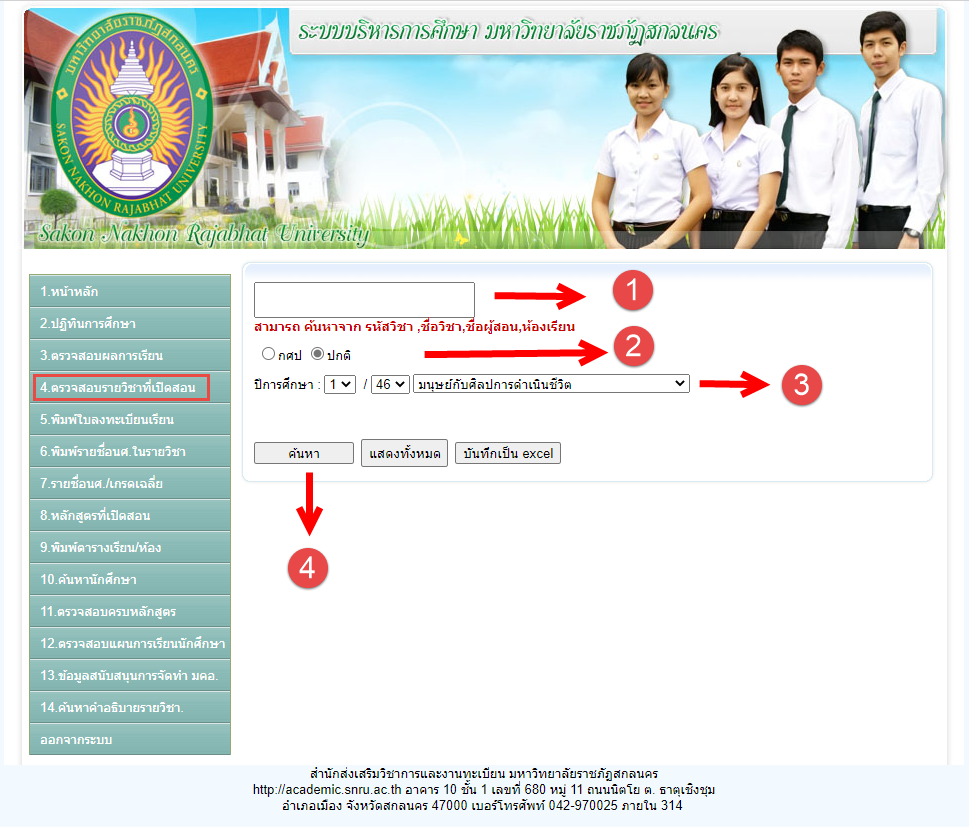 ระบบบริหารการศึกษา มหาวิทยาลัยราชภัฏสกลนคร
มหาวิทยาลัยราชภัฏสกลนคร
SAKON NAKHON RAJABHAT UNIVERSITY
Sakon Nakhon Rajabhat University
1.หน้าหลัก
2.ปฏิทินการศึกษา
3.ตรวจสอบผลการเรียน
4.ตรวจสอบรายวิชาที่เปิดสอน
5.พิมพ์ใบลงทะเบียนเรียน
6.พิมพ์รายชื่อนศ.ในรายวิชา
7.รายชื่อนศ./เกรดเฉลี่ย
8.หลักสูตรที่เปิดสอน
9.พิมพ์ตารางเรียน/ห้อง
10.ค้นหานักศึกษา
11.ตรวจสอบครบหลักสูตร
12.ตรวจสอบแผนการเรียนนักศึกษา
13.ข้อมูลสนับสนุนการจัดทำ มคอ.
14.ค้นหาคำอธิบายรายวิชา.
ออกจากระบบ
1
สามารถ ค้นหาจาก รหัสวิชา ,ชื่อวิชา,ชื่อผู้สอน,ห้องเรียน
กศป ปกติ 2
ปีการศึกษา : 1 / 46 มนุษย์กับศิลปการดำเนินชีวิต 3
ค้นหา แสดงทั้งหมด บันทึกเป็น excel
4
สำนักส่งเสริมวิชาการและงานทะเบียน มหาวิทยาลัยราชภัฏสกลนคร
http://academic.snru.ac.th อาคาร 10 ชั้น 1 เลขที่ 680 หมู่ 11 ถนนนิตโย ต. ธาตุเชิงชุม
อำเภอเมือง จังหวัดสกลนคร 47000 เบอร์โทรศัพท์ 042-970025 ภายใน 314